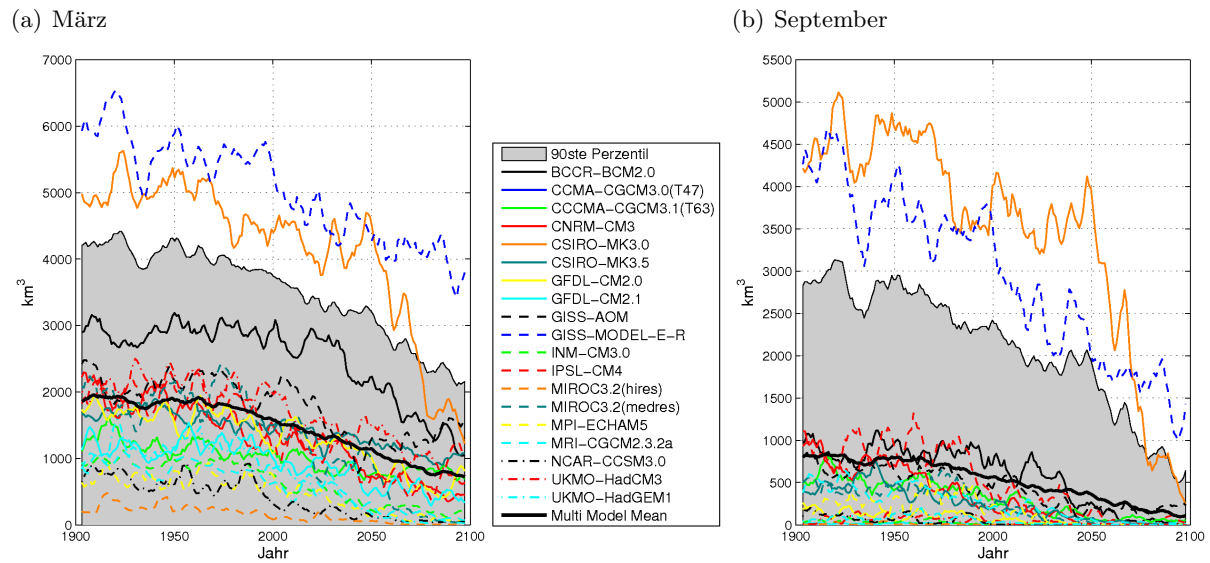 (a) März
(b) September
7000
6000
5000
4000
3000
2000
1000
0
km³
1900
1950
2000
2050
2100
Jahr
90ste Perzentil
BCCR−BCM2.0
CCMA−CGCM3.0(T47)
CCCMA−CGCM3.1(T63)
CNRM−CM3
CSIRO−MK3.0
CSIRO−MK3.5
GFDL−CM2.0
GFDL−CM2.1
GISS−AOM
GISS−MODEL−E−R
INM−CM3.0
IPSL−CM4
MIROC3.2(hires)
MIROC3.2(medres)
MPI−ECHAM5
MRI−CGCM2.3.2a
NCAR−CCSM3.0
UKMO−HadCM3
UKMO−HadGEM1
Multi Model Mean
5500
5000
4500
4000
3500
3000
2500
2000
1500
1000
500
0
km³
1900
1950
2000
2050
2100
Jahr